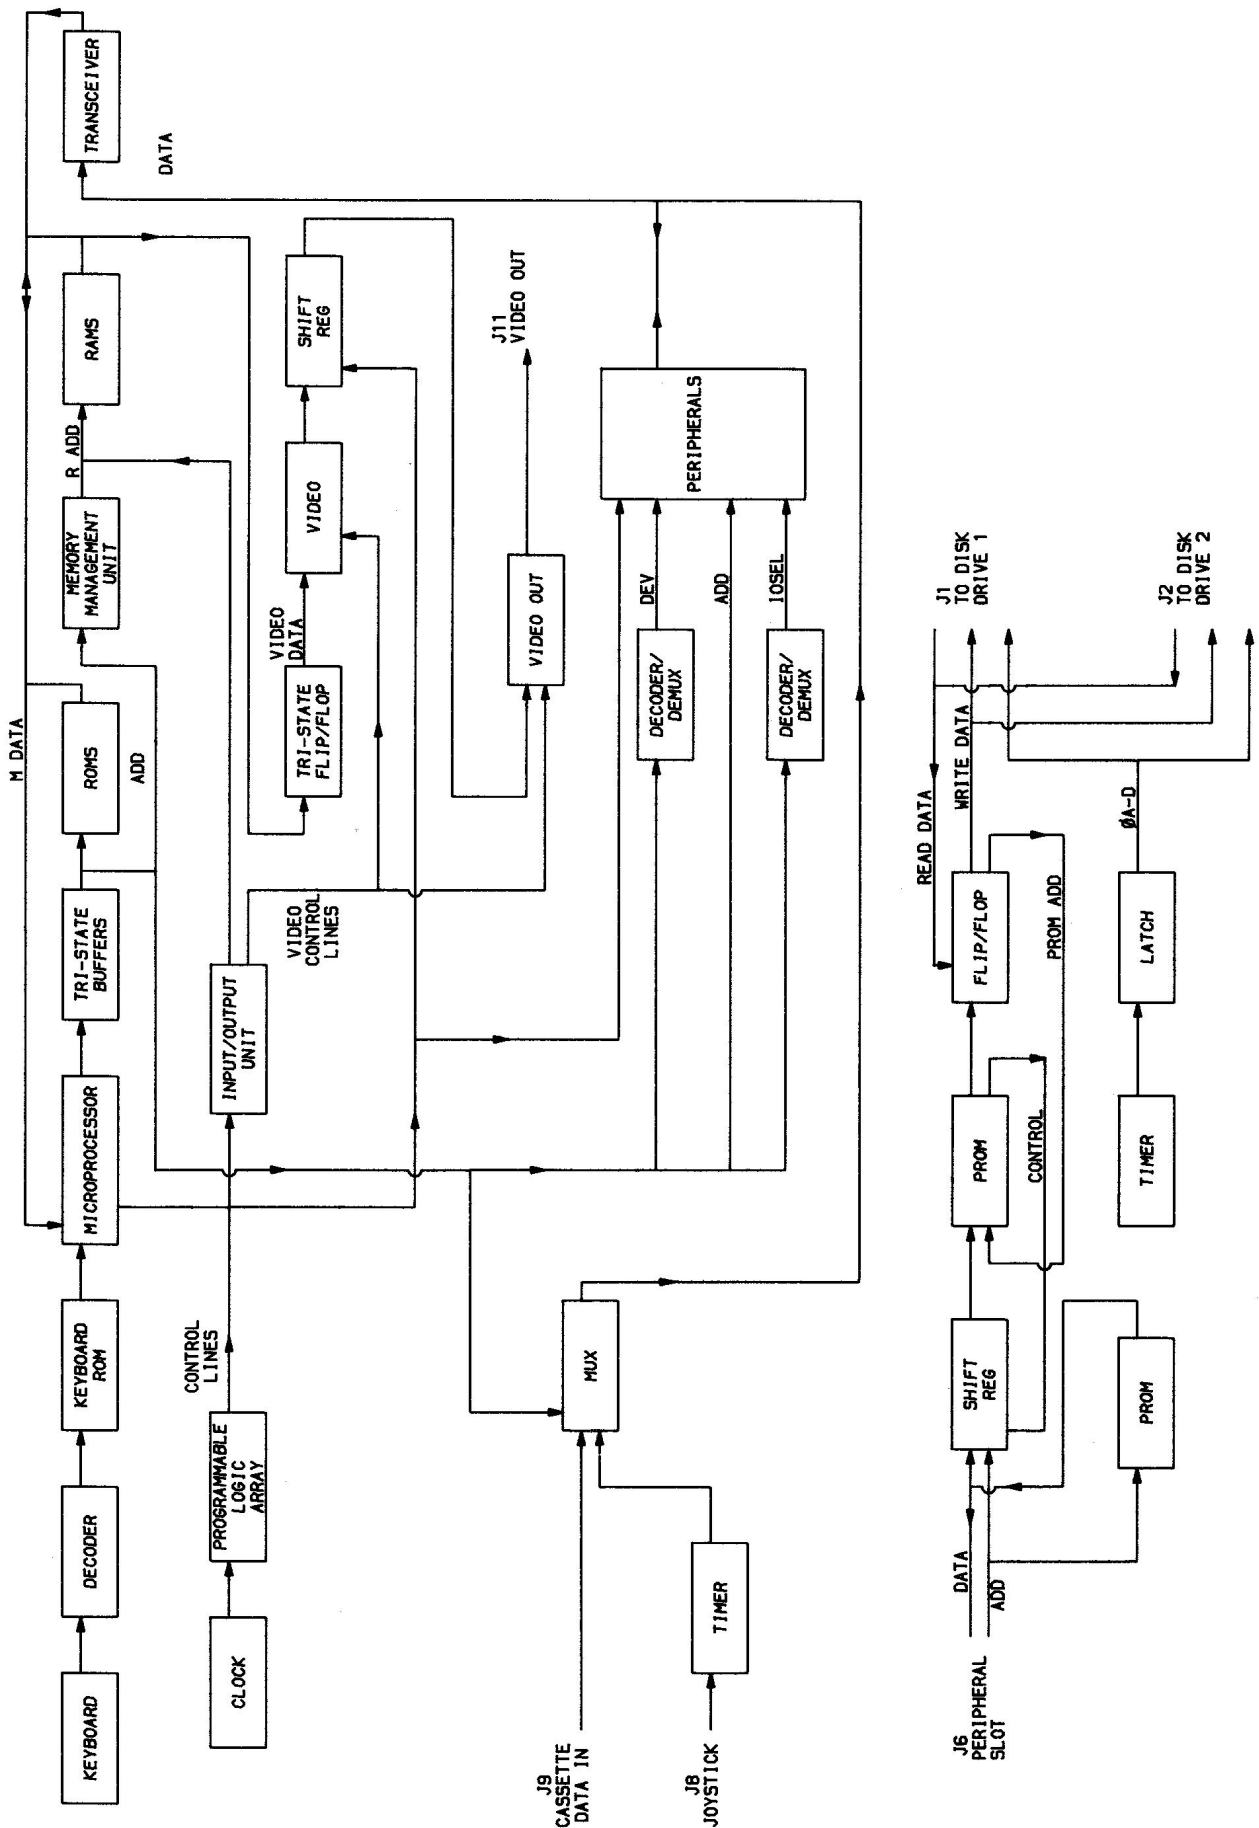 M DATA
KEYBOARD
DECODER
KEYBOARD
ROM
MICROPROCESSOR
TRI-STATE
BUFFERS
ROMS
MEMORY
MANAGEMENT
UNIT
R ADD
RAMS
TRANSCEIVER
ADD
DATA
CLOCK
PROGRAMMABLE
LOGIC
ARRAY
CONTROL
LINES
INPUT/OUTPUT
UNIT
VIDEO
CONTROL
LINES
TRI-STATE
FLIP/FLOP
VIDEO
DATA
VIDEO
SHIFT
REG
VIDEO OUT
J11
VIDEO OUT
J9
CASSETTE
DATA IN
MUX
J8
JOYSTICK
TIMER
DECODER/
DEMUX
DEV
ADD
DECODER/
DEMUX
IOSEL
PERIPHERALS
J6
PERIPHERAL
SLOT
DATA
ADD
SHIFT
REG
PROM
CONTROL
PROM
FLIP/FLOP
PROM ADD
READ DATA
WRITE DATA
J1
TO DISK
DRIVE 1
TIMER
LATCH
ØA-D
J2
TO DISK
DRIVE 2